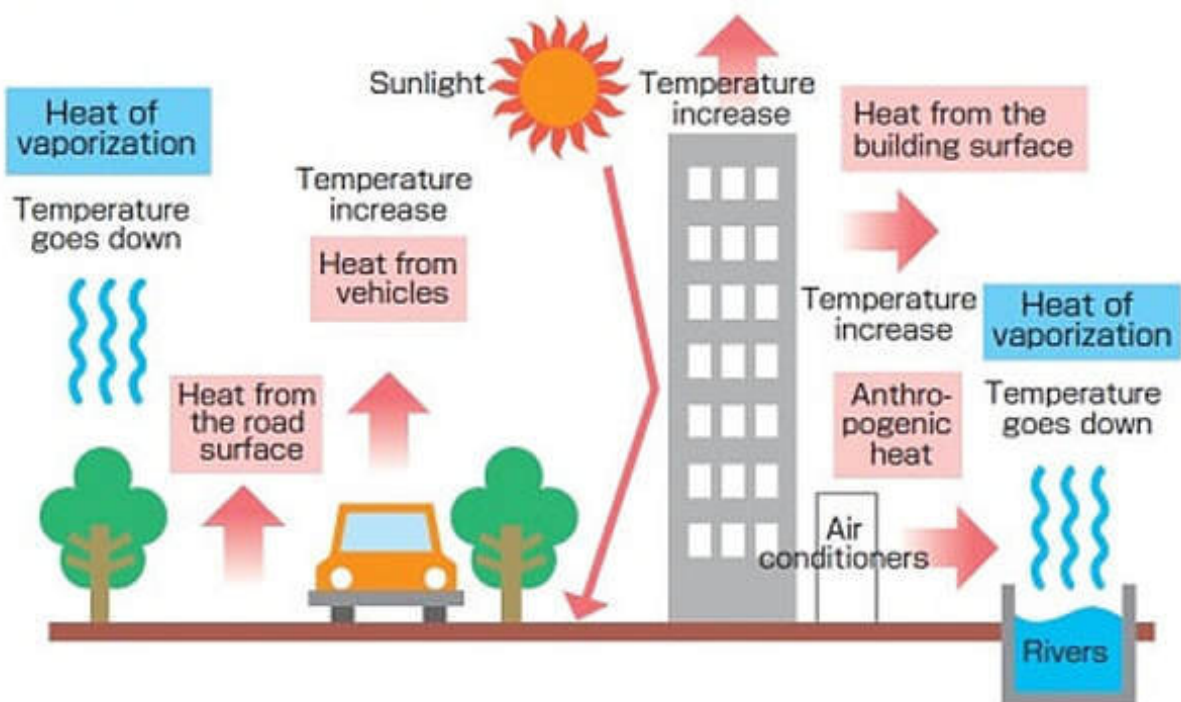 Sunlight
Temperature
increase
Heat of
vaporization
Temperature
goes down
Temperature
increase
Heat from
vehicles
Heat from the
building surface
Heat from
the road
surface
Temperature
increase
Heat of
vaporization
Anthro-
pogenic
heat
Temperature
goes down
Air
conditioners
Rivers